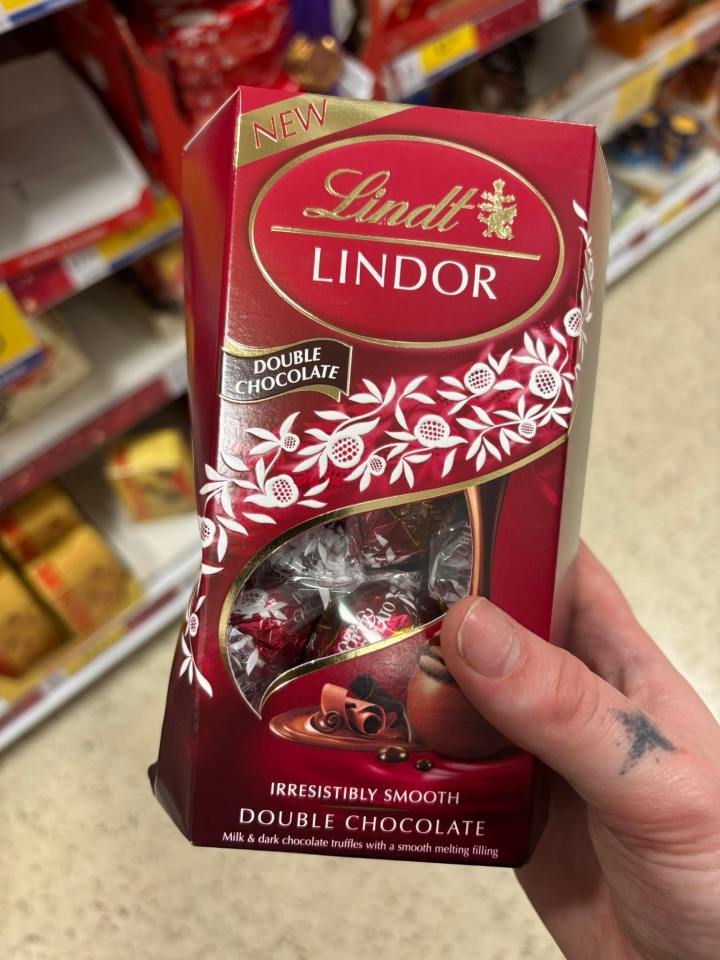 NEW
Lindt
LINDOR
DOUBLE
CHOCOLATE
IRRESISTIBLY SMOOTH
DOUBLE CHOCOLATE
Milk & dark chocolate truffles with a smooth melting filling